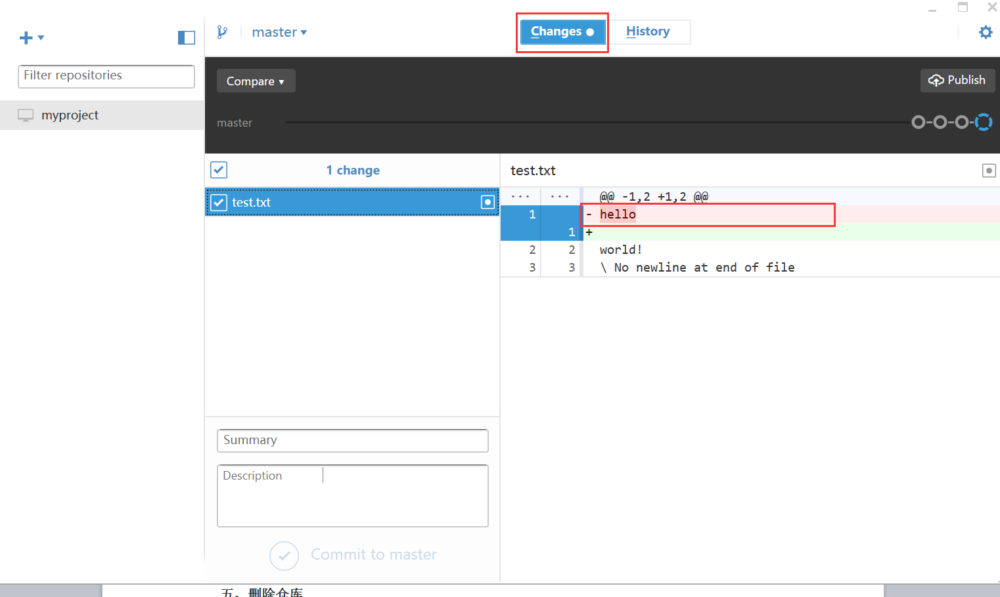 master ▾
Changes ●
History
Filter repositories
myproject
Compare ▾
Publish
master
1 change
test.txt
test.txt
... ... @@ -1,2 +1,2 @@
1 - hello
1 +
2 2 world!
3 3 \ No newline at end of file
Summary
Description
Commit to master
五、删除仓库